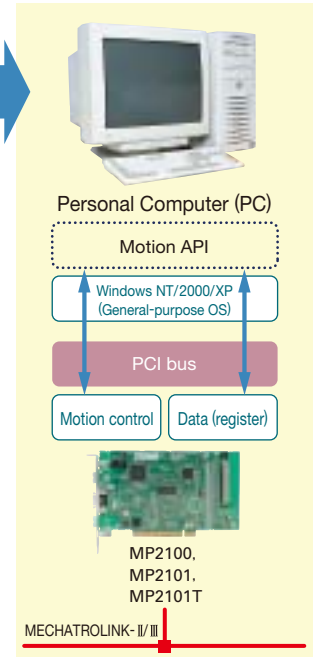 Personal Computer (PC)
Motion API
Windows NT/2000/XP
(General-purpose OS)
PCI bus
Motion control
Data (register)
MP2100,
MP2101,
MP2101T
MECHATROLINK-Ⅱ/Ⅲ